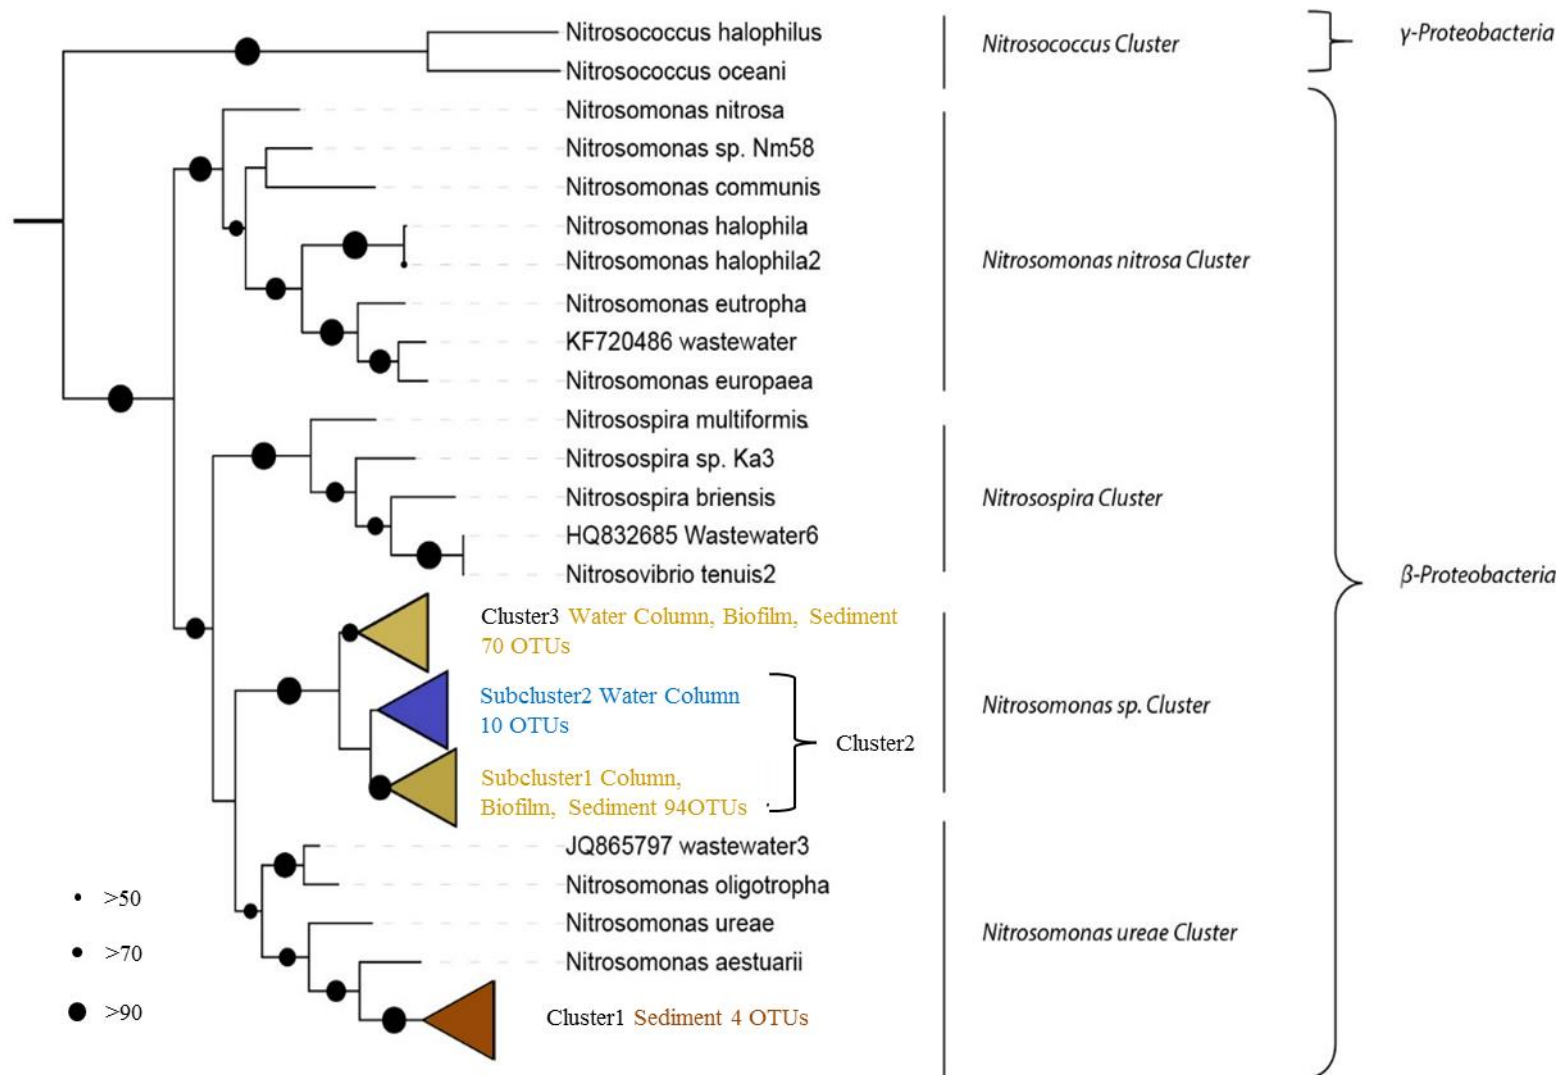 Nitrosococcus halophilus
Nitrosococcus oceani
Nitrosococcus Cluster
γ-Proteobacteria
Nitrosomonas nitrosa
Nitrosomonas sp. Nm58
Nitrosomonas communis
Nitrosomonas halophila
Nitrosomonas halophila2
Nitrosomonas eutropha
KF720486 wastewater
Nitrosomonas europaea
Nitrosomonas nitrosa Cluster
Nitrosospira multiformis
Nitrosospira sp. Ka3
Nitrosospira briensis
HQ832685 Wastewater6
Nitrosovibrio tenuis2
Nitrosospira Cluster
β-Proteobacteria
Cluster3 Water Column, Biofilm, Sediment
70 OTUs
Subcluster2 Water Column
10 OTUs
Subcluster1 Column,
Biofilm, Sediment 94OTUs
Cluster2
Nitrosomonas sp. Cluster
JQ865797 wastewater3
Nitrosomonas oligotropha
Nitrosomonas ureae
Nitrosomonas aestuarii
Cluster1 Sediment 4 OTUs
Nitrosomonas ureae Cluster
>50
>70
>90